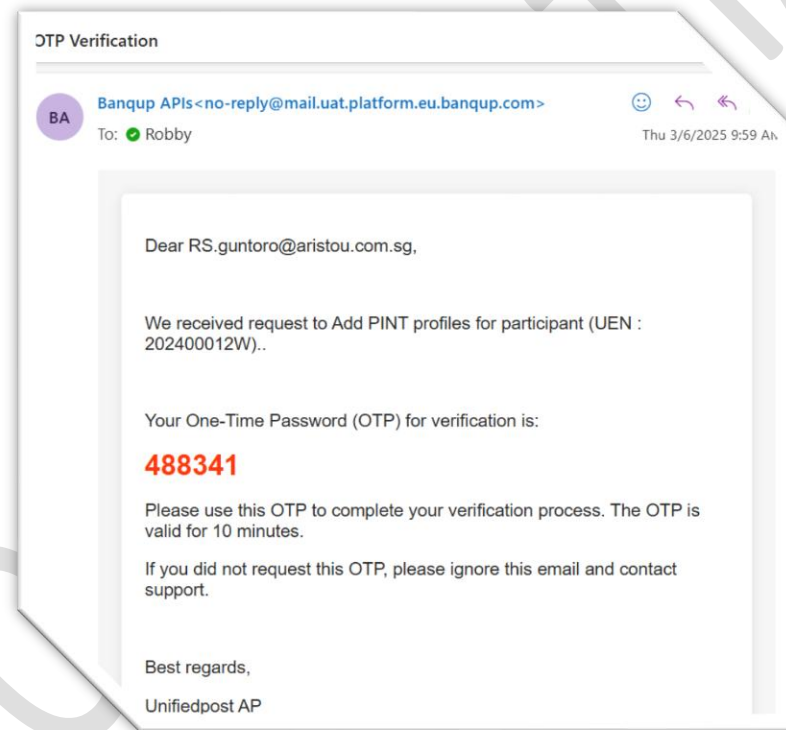 OTP Verification
BA
Banqup APIs<no-reply@mail.uat.platform.eu.banqup.com>
To: Robby
Thu 3/6/2025 9:59 AM
Dear RS.guntoro@aristou.com.sg,
We received request to Add PINT profiles for participant (UEN :
202400012W)..
Your One-Time Password (OTP) for verification is:
488341
Please use this OTP to complete your verification process. The OTP is
valid for 10 minutes.
If you did not request this OTP, please ignore this email and contact
support.
Best regards,
Unifiedpost AP